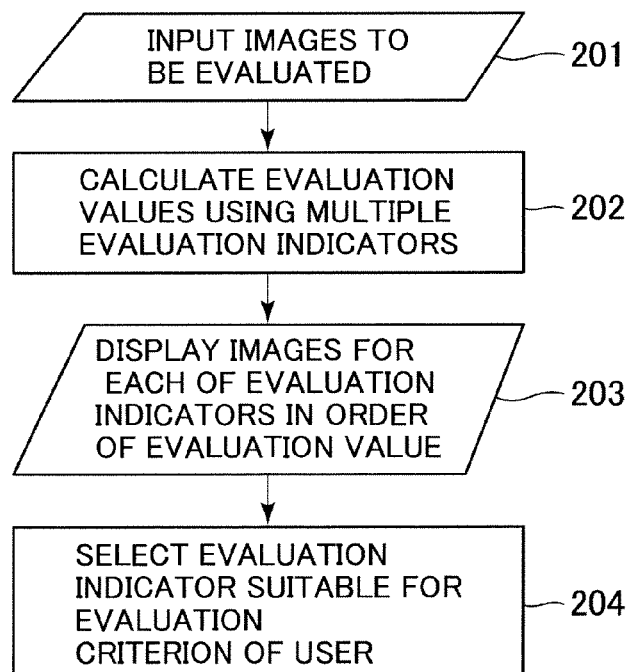 INPUT IMAGES TO
BE EVALUATED
201
CALCULATE EVALUATION
VALUES USING MULTIPLE
EVALUATION INDICATORS
202
DISPLAY IMAGES FOR
EACH OF EVALUATION
INDICATORS IN ORDER
OF EVALUATION VALUE
203
SELECT EVALUATION
INDICATOR SUITABLE FOR
EVALUATION
CRITERION OF USER
204